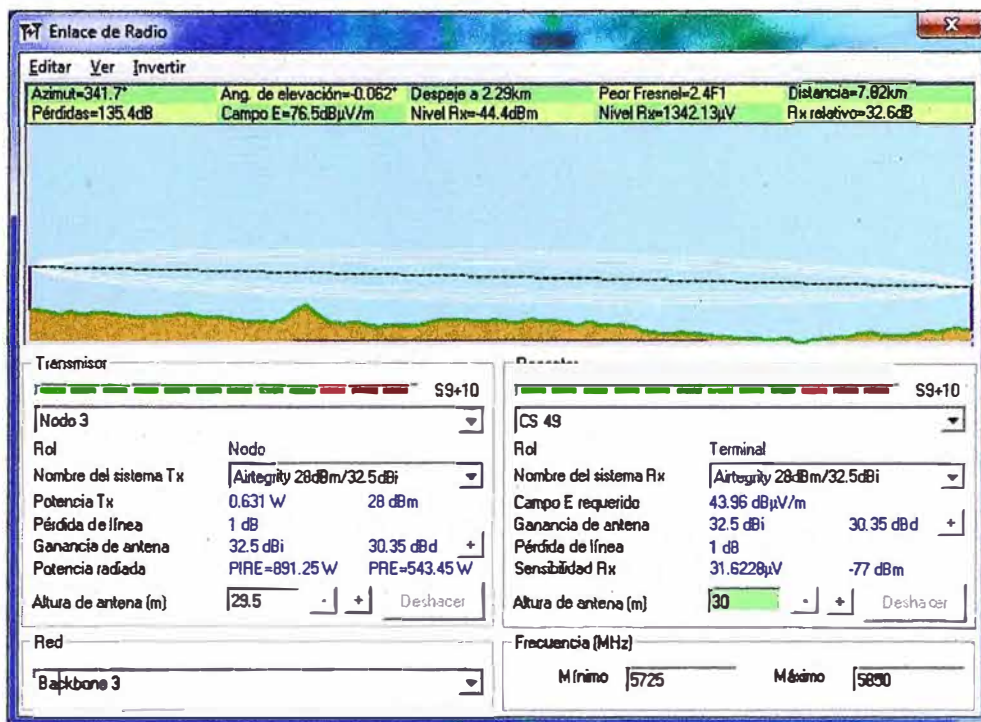 Enlace de Radio
Editar Ver Invertir
Azimut=341.7° Ang. de elevación=-0.062° Despeje a 2.29km Peor Fresnel=2.4F1 Distancia=7.82km
Pérdidas=135.4dB Campo E=76.5dBµV/m Nivel Rx=-44.4dBm Nivel Rx=1342.13µV Rx relativo=32.6dB
Transmisor
S9+10
Nodo 3
Rol Nodo
Nombre del sistema Tx Airtegrity 28dBm/32.5dBi
Potencia Tx 0.631 W 28 dBm
Pérdida de línea 1 dB
Ganancia de antena 32.5 dBi 30.35 dBd +
Potencia radiada PIRE=891.25 W PRE=543.45 W
Altura de antena (m) 29.5 - + Deshacer
Red
Backbone 3
S9+10
CS 49
Rol Terminal
Nombre del sistema Rx Airtegrity 28dBm/32.5dBi
Campo E requerido 43.96 dBµV/m
Ganancia de antena 32.5 dBi 30.35 dBd +
Pérdida de línea 1 dB
Sensibilidad Rx 31.6228µV -77 dBm
Altura de antena (m) 30 - + Deshacer
Frecuencia (MHz)
Mínimo 5725 Máximo 5850